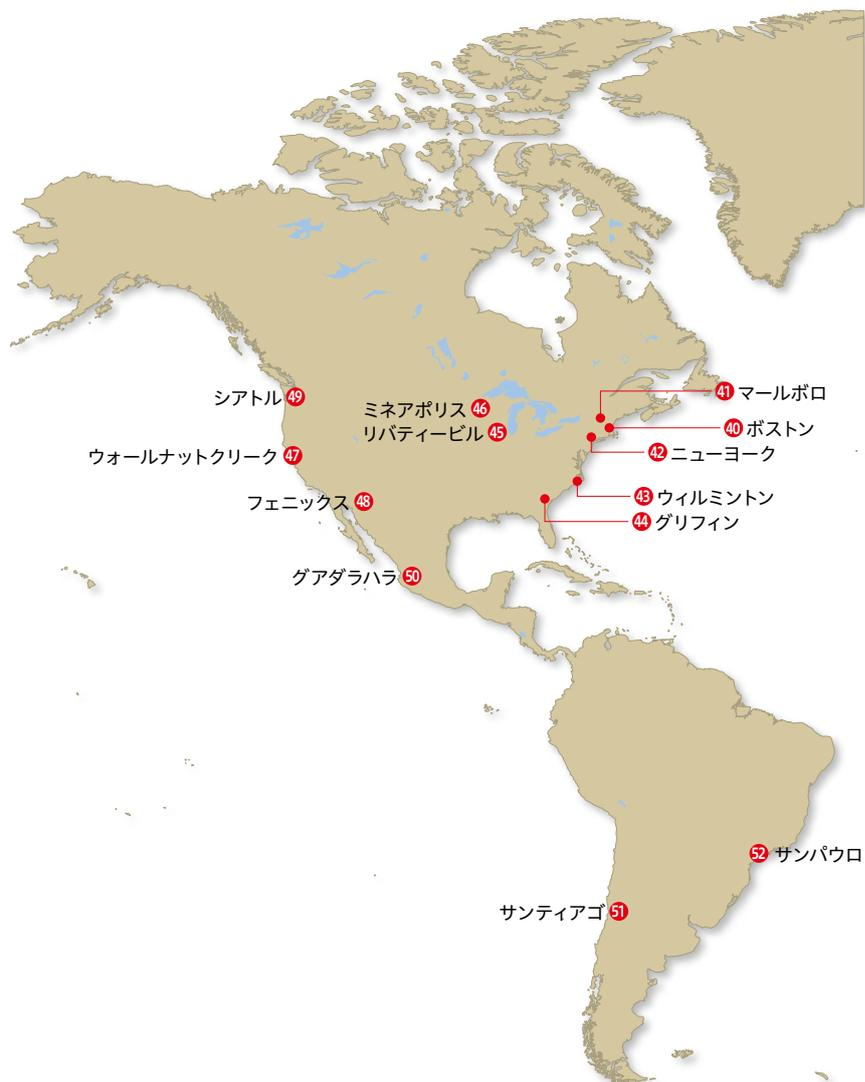 シアトル 49
ミネアポリス 46
リバティービル 45
41 マールボロ
40 ボストン
42 ニューヨーク
ウォールナットクリーク 47
フェニックス 48
43 ウィルミントン
44 グリフィン
グアダラハラ 50
52 サンパウロ
サンティアゴ 51